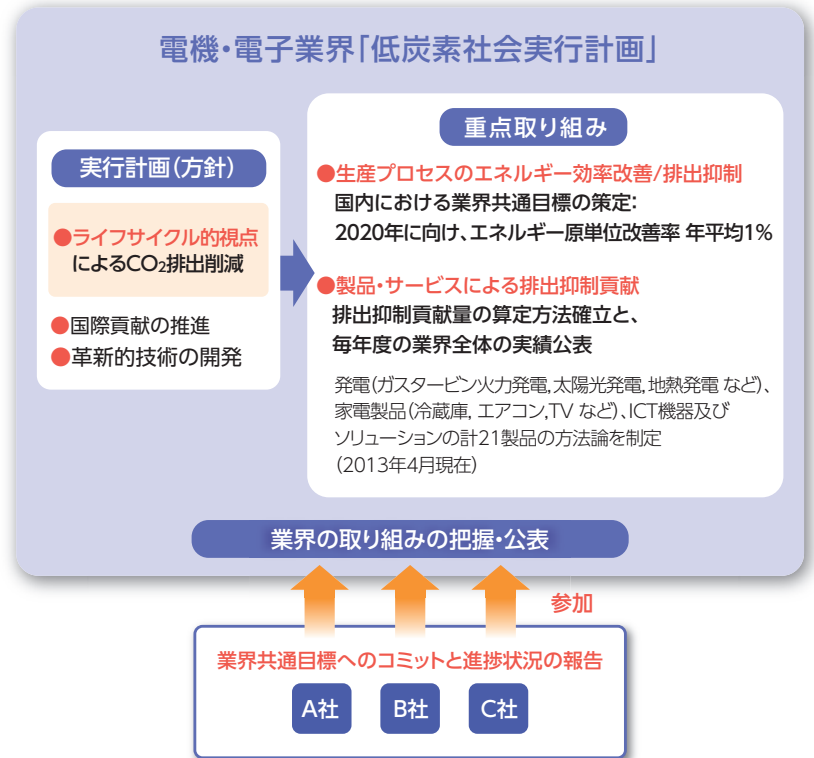 電機・電子業界「低炭素社会実行計画」
実行計画(方針)
●ライフサイクル的視点
によるCO₂排出削減
●国際貢献の推進
●革新的技術の開発
重点取り組み
●生産プロセスのエネルギー効率改善/排出抑制
国内における業界共通目標の策定:
2020年に向け、エネルギー原単位改善率 年平均1%
●製品・サービスによる排出抑制貢献
排出抑制貢献量の算定方法確立と、
毎年度の業界全体の実績公表
発電(ガスタービン火力発電,太陽光発電,地熱発電 など)、
家電製品(冷蔵庫, エアコン,TV など)、ICT機器及び
ソリューションの計21製品の方法論を制定
(2013年4月現在)
業界の取り組みの把握・公表
参加
業界共通目標へのコミットと進捗状況の報告
A社
B社
C社